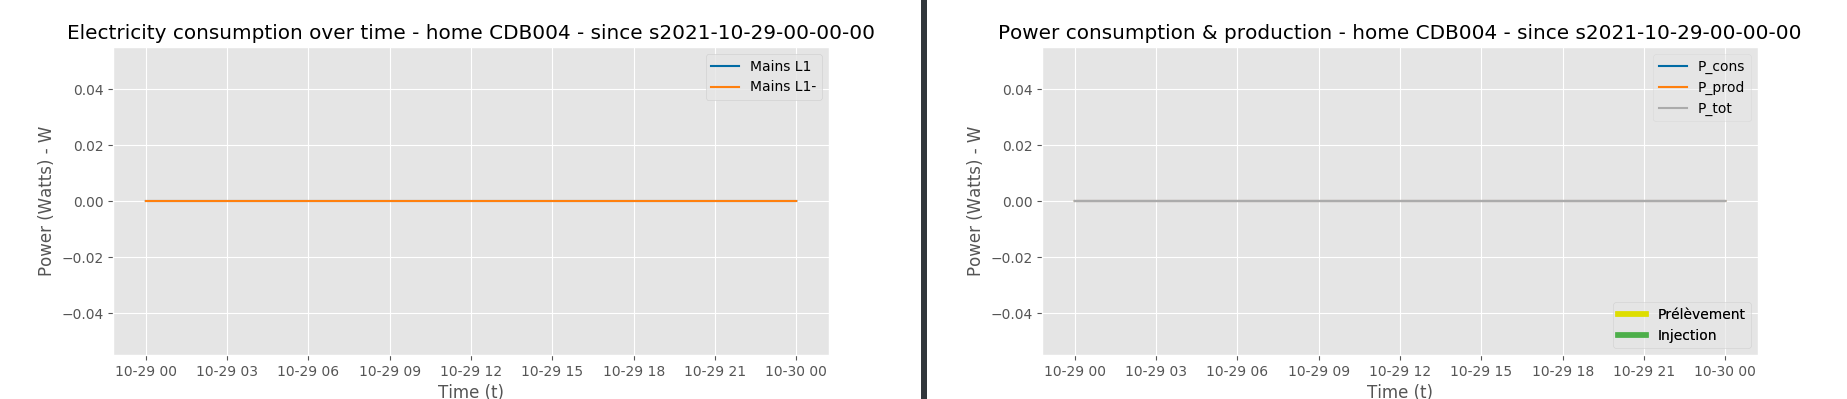 Electricity consumption over time - home CDB004 - since s2021-10-29-00-00-00
Mains L1
Mains L1-
0.04
0.02
0.00
−0.02
−0.04
Power (Watts) - W
10-29 00 10-29 03 10-29 06 10-29 09 10-29 12 10-29 15 10-29 18 10-29 21 10-30 00
Time (t)
Power consumption & production - home CDB004 - since s2021-10-29-00-00-00
P_cons
P_prod
P_tot
0.04
0.02
0.00
−0.02
−0.04
Power (Watts) - W
Prélèvement
Injection
10-29 00 10-29 03 10-29 06 10-29 09 10-29 12 10-29 15 10-29 18 10-29 21 10-30 00
Time (t)